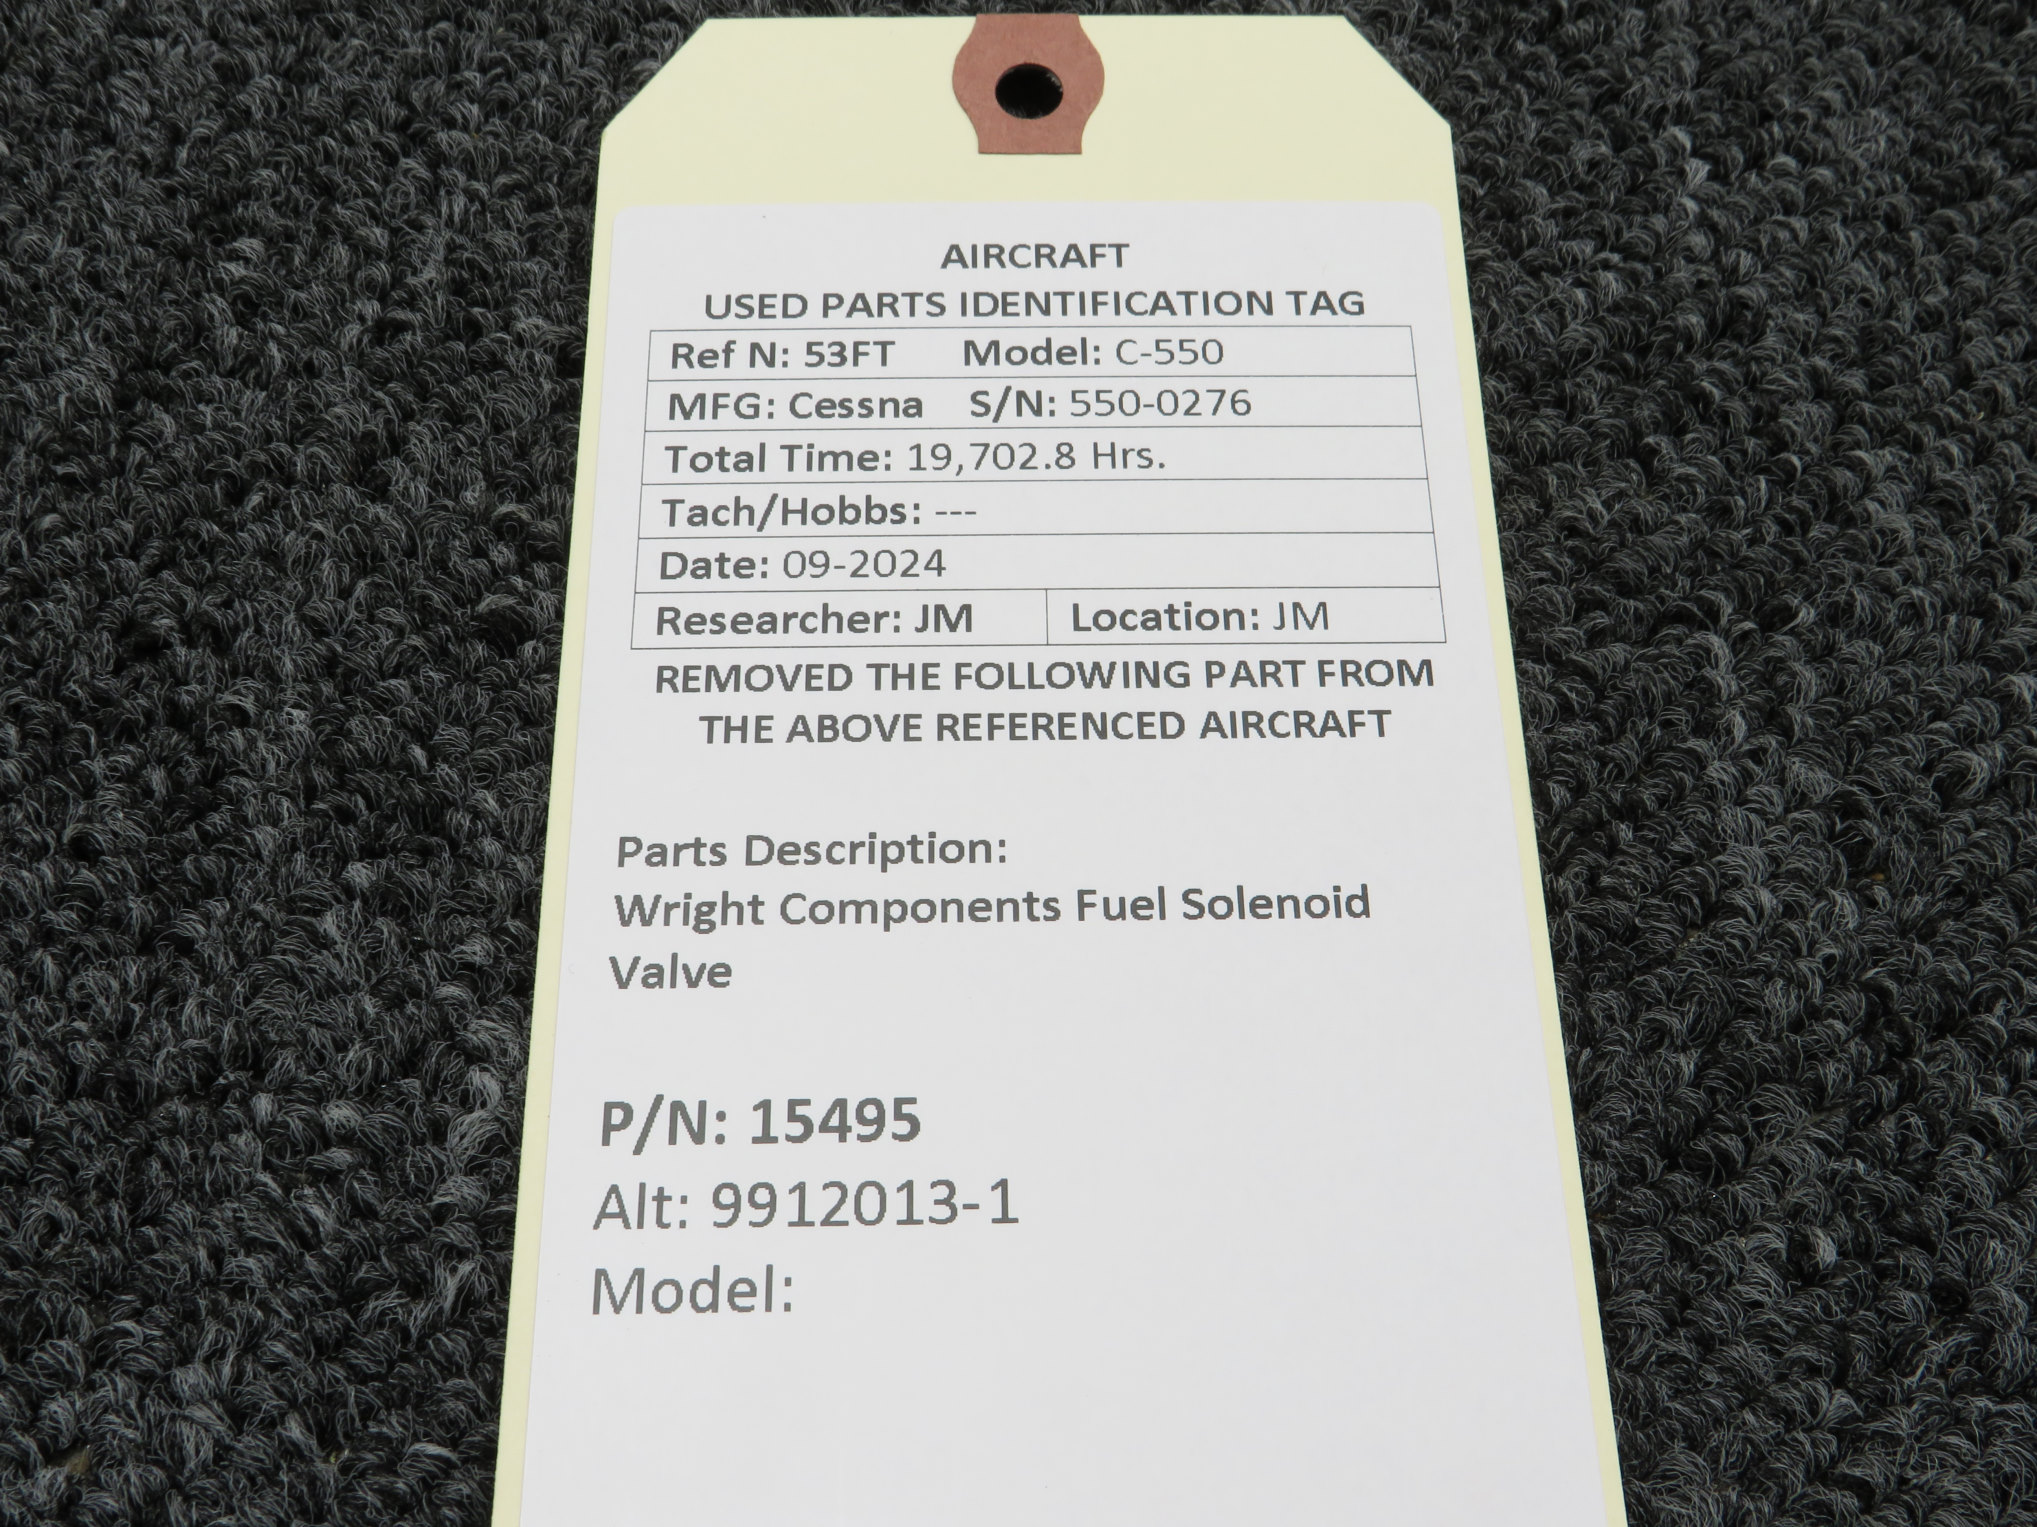 AIRCRAFT
USED PARTS IDENTIFICATION TAG
Ref N: 53FT Model: C-550
MFG: Cessna S/N: 550-0276
Total Time: 19,702.8 Hrs.
Tach/Hobbs: ---
Date: 09-2024
Researcher: JM Location: JM
REMOVED THE FOLLOWING PART FROM
THE ABOVE REFERENCED AIRCRAFT
Parts Description:
Wright Components Fuel Solenoid
Valve
P/N: 15495
Alt: 9912013-1
Model: